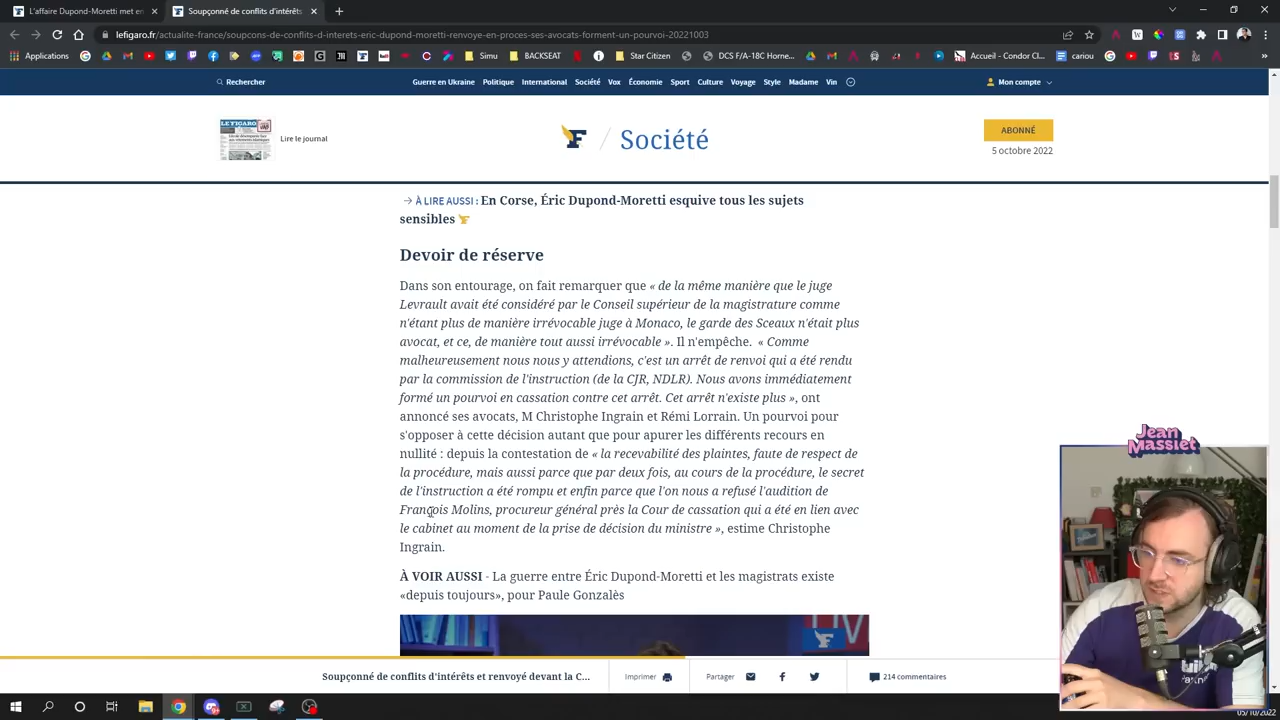 L'affaire Dupond-Moretti met en
Soupçonné de conflits d'intérêts
lefigaro.fr/actualite-france/soupcons-de-conflits-d-interets-eric-dupond-moretti-renvoye-en-proces-ses-avocats-forment-un-pourvoi-20221003
Applications
Simu
BACKSEAT
Star Citizen
DCS F/A-18C Horne...
Accueil - Condor Cl...
cariou
Rechercher
Guerre en Ukraine Politique International Société Vox Économie Sport Culture Voyage Style Madame Vin
Mon compte
LE FIGARO
Lire le journal
F / Société
ABONNÉ
5 octobre 2022
→ À LIRE AUSSI : En Corse, Éric Dupond-Moretti esquive tous les sujets
sensibles
Devoir de réserve
Dans son entourage, on fait remarquer que « de la même manière que le juge
Levrault avait été considéré par le Conseil supérieur de la magistrature comme
n'étant plus de manière irrévocable juge à Monaco, le garde des Sceaux n'était plus
avocat, et ce, de manière tout aussi irrévocable ». Il n'empêche. « Comme
malheureusement nous nous y attendions, c'est un arrêt de renvoi qui a été rendu
par la commission de l'instruction (de la CJR, NDLR). Nous avons immédiatement
formé un pourvoi en cassation contre cet arrêt. Cet arrêt n'existe plus », ont
annoncé ses avocats, M Christophe Ingrain et Rémi Lorrain. Un pourvoi pour
s'opposer à cette décision autant que pour apurer les différents recours en
nullité : depuis la contestation de « la recevabilité des plaintes, faute de respect de
la procédure, mais aussi parce que par deux fois, au cours de la procédure, le secret
de l'instruction a été rompu et enfin parce que l'on nous a refusé l'audition de
François Molins, procureur général près la Cour de cassation qui a été en lien avec
le cabinet au moment de la prise de décision du ministre », estime Christophe
Ingrain.
À VOIR AUSSI - La guerre entre Éric Dupond-Moretti et les magistrats existe
«depuis toujours», pour Paule Gonzalès
Jean
Massiet
Soupçonné de conflits d'intérêts et renvoyé devant la C...
Imprimer
Partager
214 commentaires
05/10/2022